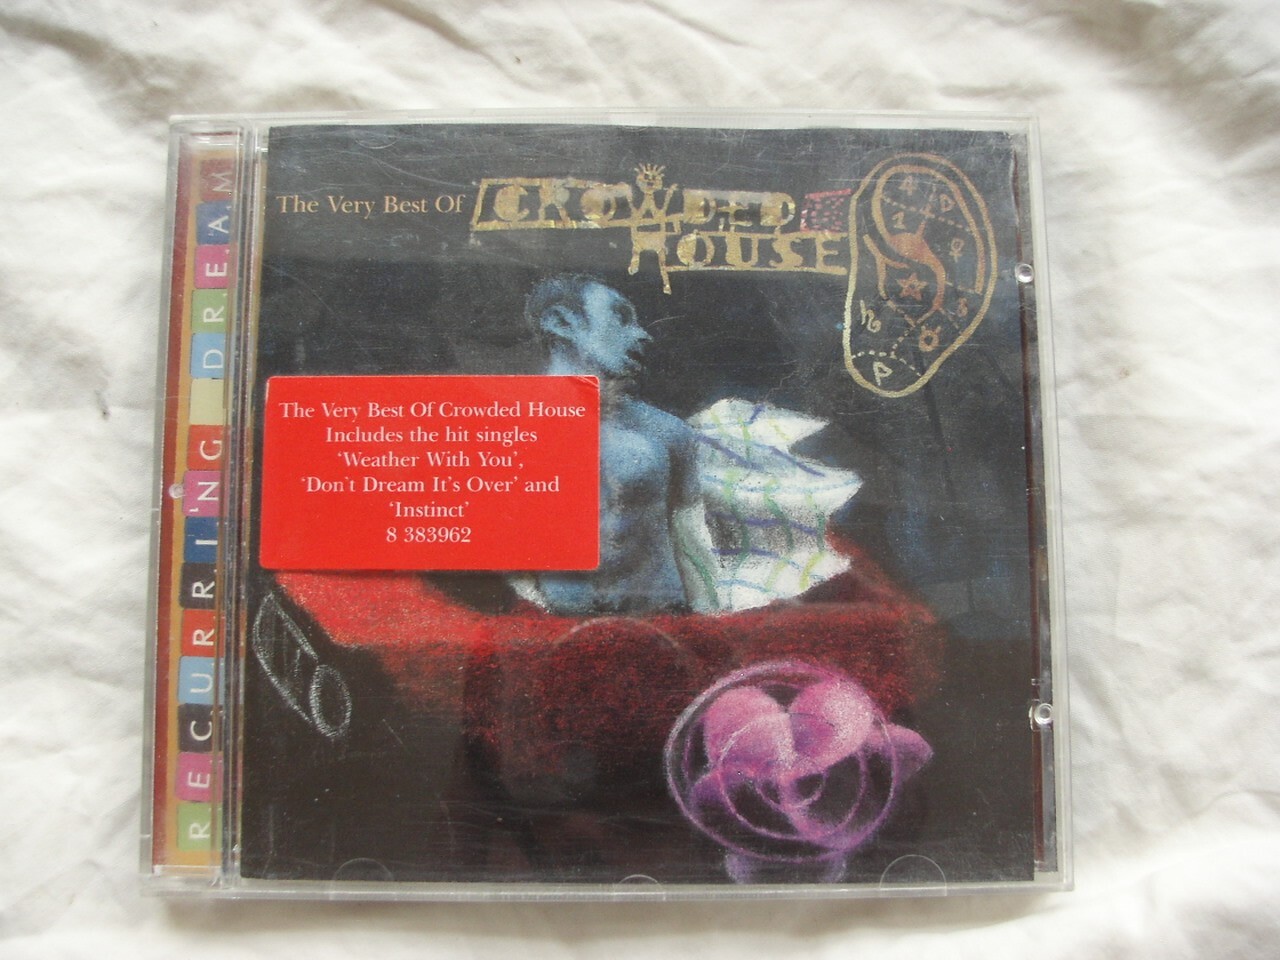 The Very Best Of CROWDED
HOUSE
The Very Best Of Crowded House
Includes the hit singles
‘Weather With You’,
‘Don't Dream It's Over’ and
‘Instinct’
8 383962
RECURRING DREAM